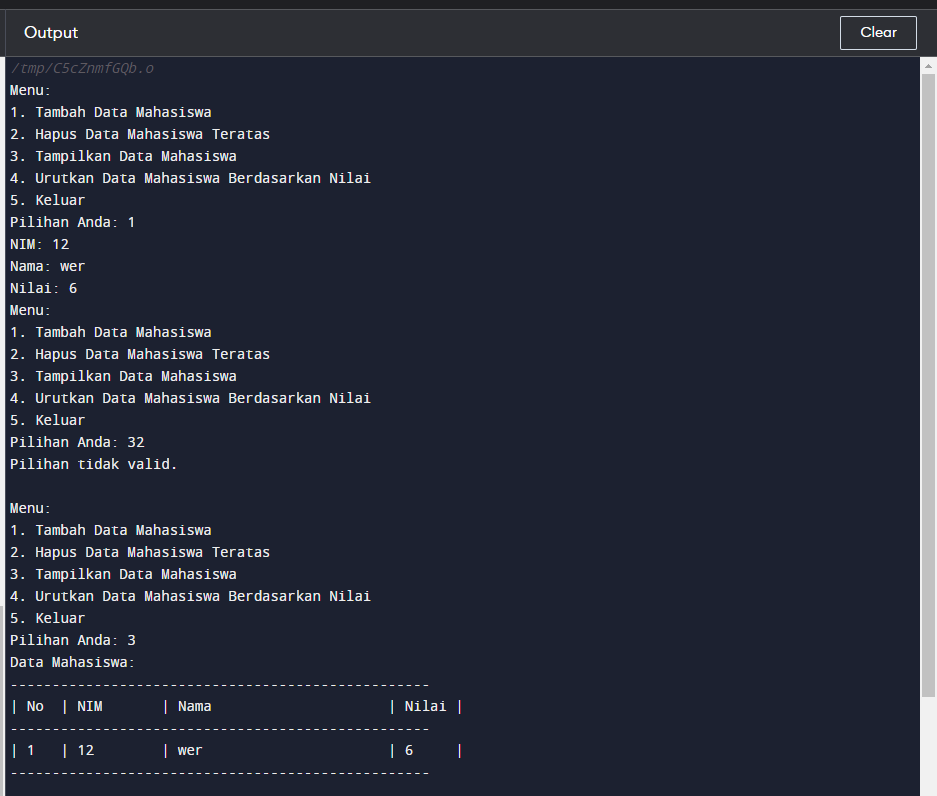 Output
Clear
/tmp/C5cZnmfGQb.o
Menu:
1. Tambah Data Mahasiswa
2. Hapus Data Mahasiswa Teratas
3. Tampilkan Data Mahasiswa
4. Urutkan Data Mahasiswa Berdasarkan Nilai
5. Keluar
Pilihan Anda: 1
NIM: 12
Nama: wer
Nilai: 6
Menu:
1. Tambah Data Mahasiswa
2. Hapus Data Mahasiswa Teratas
3. Tampilkan Data Mahasiswa
4. Urutkan Data Mahasiswa Berdasarkan Nilai
5. Keluar
Pilihan Anda: 32
Pilihan tidak valid.

Menu:
1. Tambah Data Mahasiswa
2. Hapus Data Mahasiswa Teratas
3. Tampilkan Data Mahasiswa
4. Urutkan Data Mahasiswa Berdasarkan Nilai
5. Keluar
Pilihan Anda: 3
Data Mahasiswa:
--------------------------------------------------
| No  | NIM       | Nama                     | Nilai |
--------------------------------------------------
| 1   | 12        | wer                      | 6     |
--------------------------------------------------